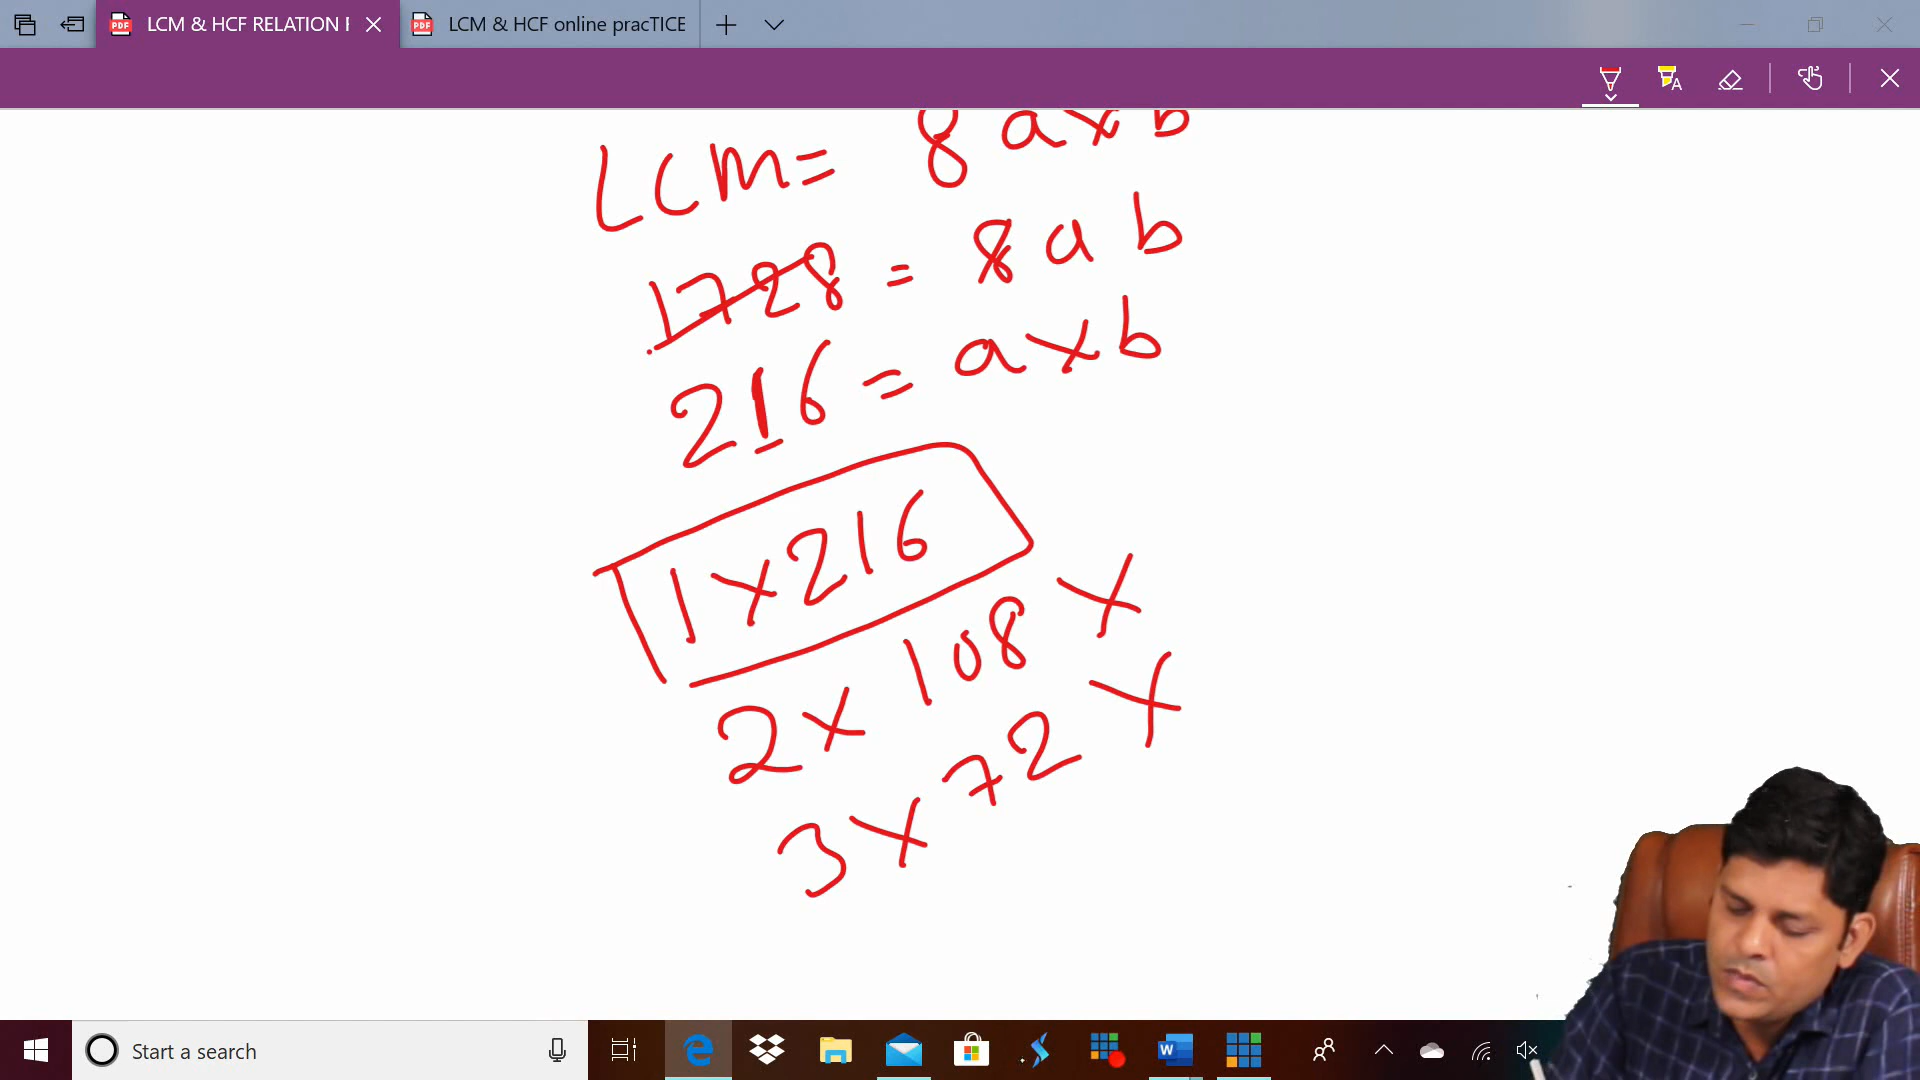 LCM & HCF RELATION F
LCM & HCF online pracTICE
LCM = 8 a x b
1728 = 8 a b
216 = a x b
1 x 216
2 x 108 X
3 x 72 X
Start a search